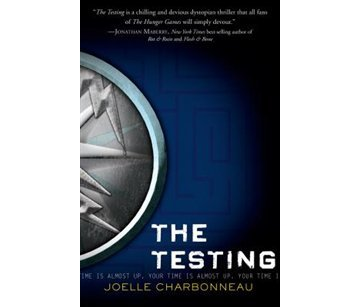 "The Testing is a chilling and devious dystopian thriller that all fans
of The Hunger Games will simply devour."
—JONATHAN MABERRY, New York Times best-selling author of
Rot & Ruin and Flesh & Bone
THE
TESTING
TIME IS ALMOST UP, YOUR TIME IS ALMOST UP. YOUR TIME I
JOELLE CHARBONNEAU